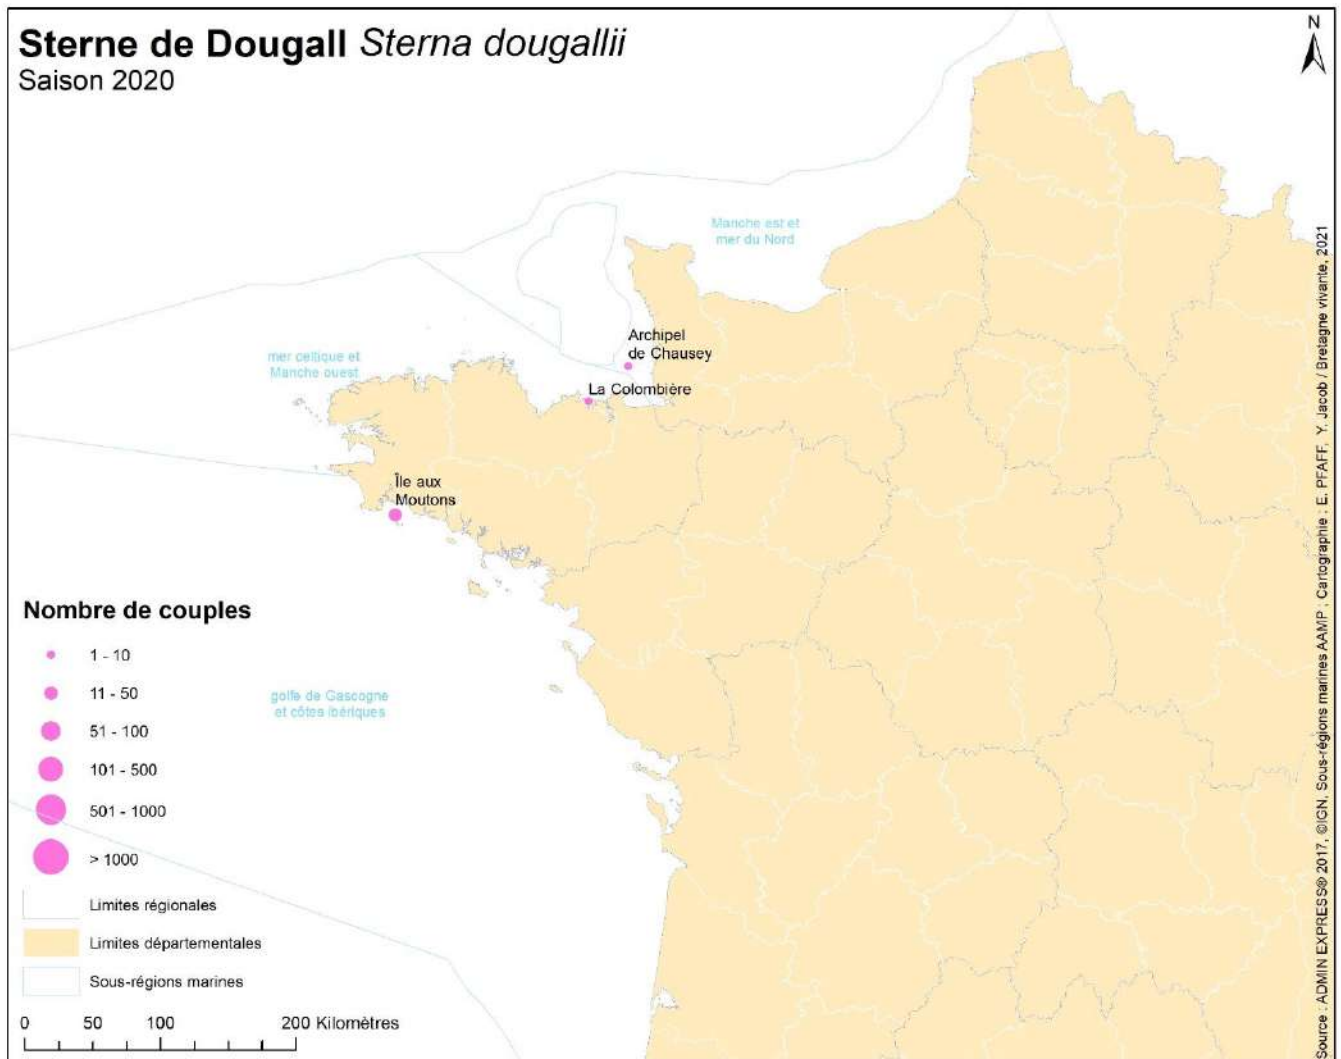 Sterne de Dougall Sterna dougallii
Saison 2020
N
Manche est et
mer du Nord
Archipel
de Chausey
mer celtique et
Manche ouest
La Colombière
Île aux
Moutons
Nombre de couples
1 - 10
11 - 50
51 - 100
101 - 500
501 - 1000
> 1000
golfe de Gascogne
et côtes ibériques
Limites régionales
Limites départementales
Sous-régions marines
0 50 100 200 Kilomètres
Source : ADMIN EXPRESS® 2017, ©IGN, Sous-régions marines AAMP ; Cartographie : E. PFAFF, Y. Jacob / Bretagne vivante, 2021